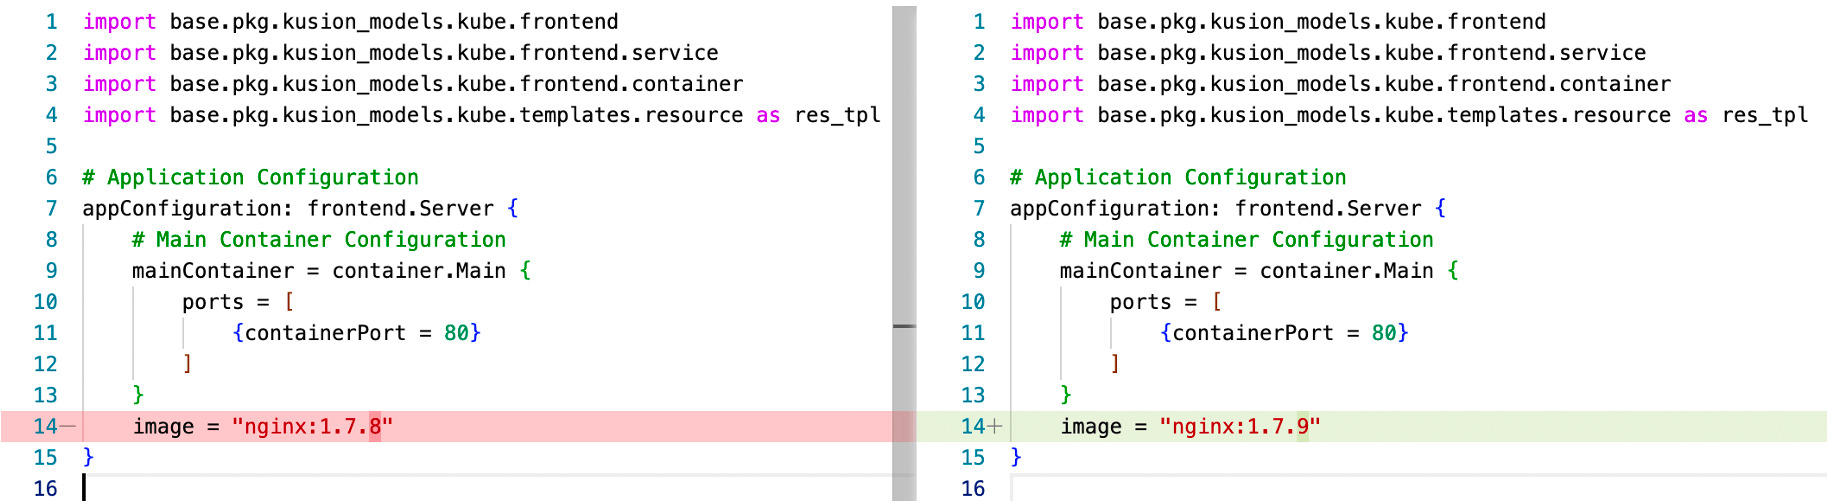 1 import base.pkg.kusion_models.kube.frontend
2 import base.pkg.kusion_models.kube.frontend.service
3 import base.pkg.kusion_models.kube.frontend.container
4 import base.pkg.kusion_models.kube.templates.resource as res_tpl
5
6 # Application Configuration
7 appConfiguration: frontend.Server {
8     # Main Container Configuration
9     mainContainer = container.Main {
10         ports = [
11             {containerPort = 80}
12         ]
13     }
14—    image = "nginx:1.7.8"
15 }
16
1 import base.pkg.kusion_models.kube.frontend
2 import base.pkg.kusion_models.kube.frontend.service
3 import base.pkg.kusion_models.kube.frontend.container
4 import base.pkg.kusion_models.kube.templates.resource as res_tpl
5
6 # Application Configuration
7 appConfiguration: frontend.Server {
8     # Main Container Configuration
9     mainContainer = container.Main {
10         ports = [
11             {containerPort = 80}
12         ]
13     }
14+    image = "nginx:1.7.9"
15 }
16